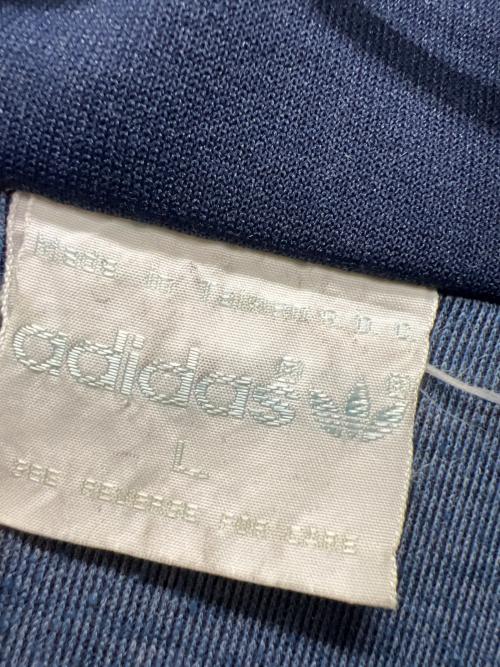 Made in Taiwan R.O.C.
adidas®
®
L
SEE REVERSE FOR CARE